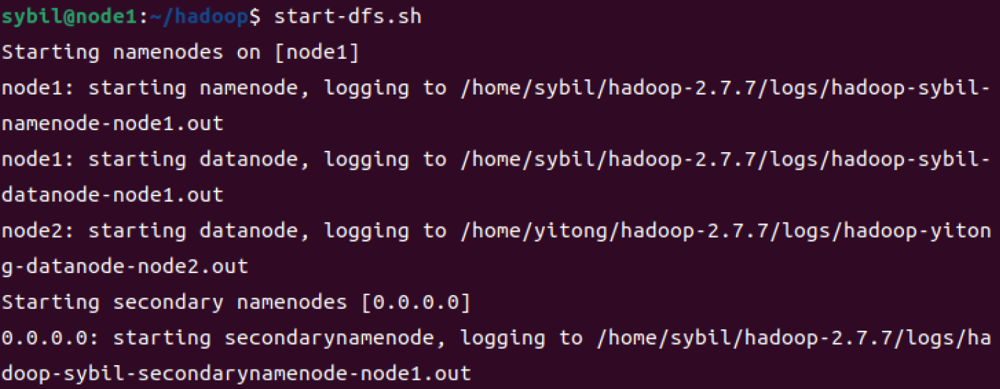 sybil@node1:~/hadoop$ start-dfs.sh
Starting namenodes on [node1]
node1: starting namenode, logging to /home/sybil/hadoop-2.7.7/logs/hadoop-sybil-
namenode-node1.out
node1: starting datanode, logging to /home/sybil/hadoop-2.7.7/logs/hadoop-sybil-
datanode-node1.out
node2: starting datanode, logging to /home/yitong/hadoop-2.7.7/logs/hadoop-yiton
g-datanode-node2.out
Starting secondary namenodes [0.0.0.0]
0.0.0.0: starting secondarynamenode, logging to /home/sybil/hadoop-2.7.7/logs/ha
doop-sybil-secondarynamenode-node1.out